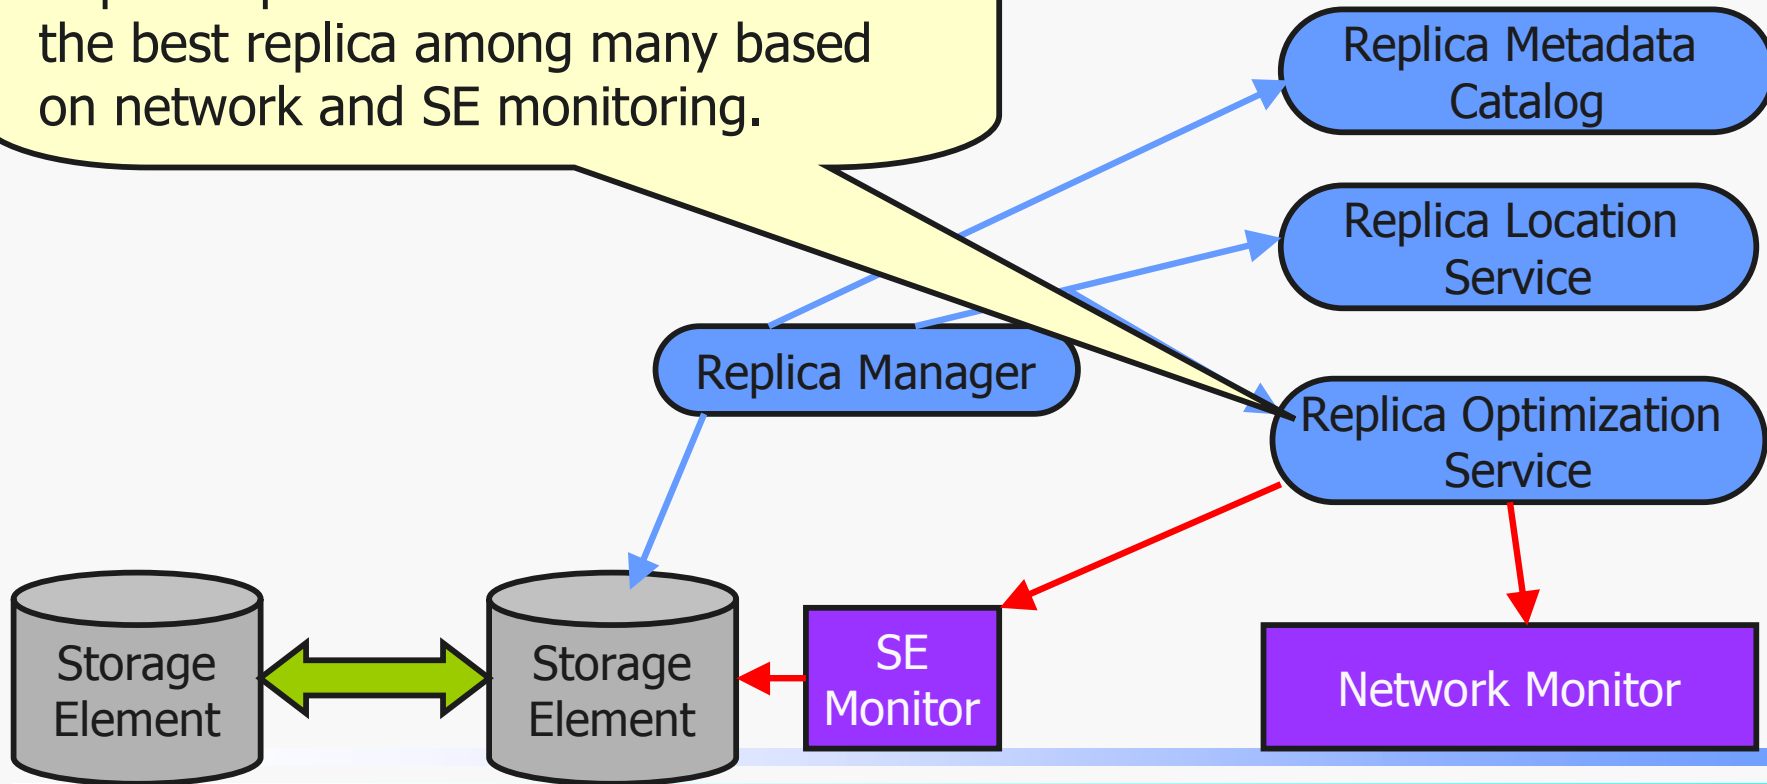 the best replica among many based
on network and SE monitoring.
Replica Metadata
Catalog
Replica Location
Service
Replica Manager
Replica Optimization
Service
Storage
Element
Storage
Element
SE
Monitor
Network Monitor